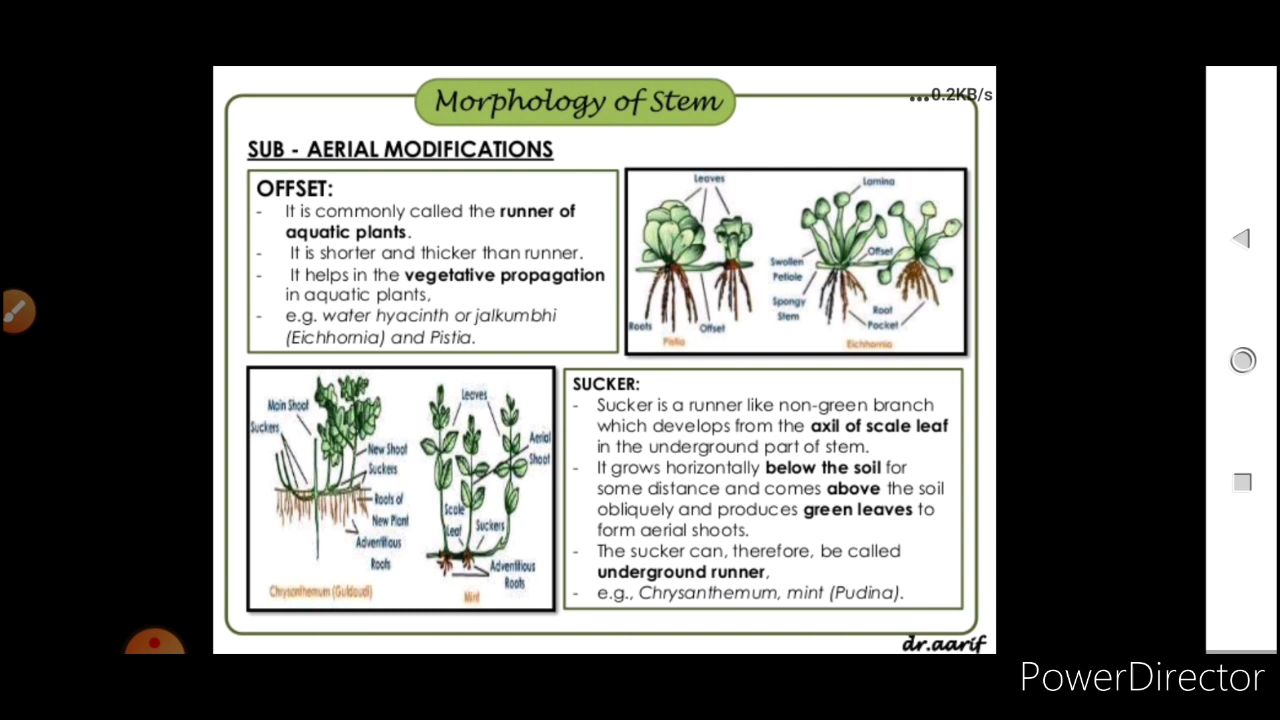 Morphology of Stem
...0.2KB/s
SUB - AERIAL MODIFICATIONS
OFFSET:
- It is commonly called the runner of
aquatic plants.
- It is shorter and thicker than runner.
- It helps in the vegetative propagation
in aquatic plants,
- e.g. water hyacinth or jalkumbhi
(Eichhornia) and Pistia.
Leaves
Roots
Offset
Pistia
Lamina
Offset
Swollen
Petiole
Spongy
Stem
Root
Pocket
Eichhornia
Main Shoot
Suckers
New Shoot
Suckers
Roots of
New Plant
Adventitious
Roots
Chrysanthemum (Guldaudi)
Leaves
Aerial
Shoot
Scale
Leaf
Suckers
Adventitious
Roots
Mint
SUCKER:
- Sucker is a runner like non-green branch
which develops from the axil of scale leaf
in the underground part of stem.
- It grows horizontally below the soil for
some distance and comes above the soil
obliquely and produces green leaves to
form aerial shoots.
- The sucker can, therefore, be called
underground runner,
- e.g., Chrysanthemum, mint (Pudina).
dr.aarif
PowerDirector